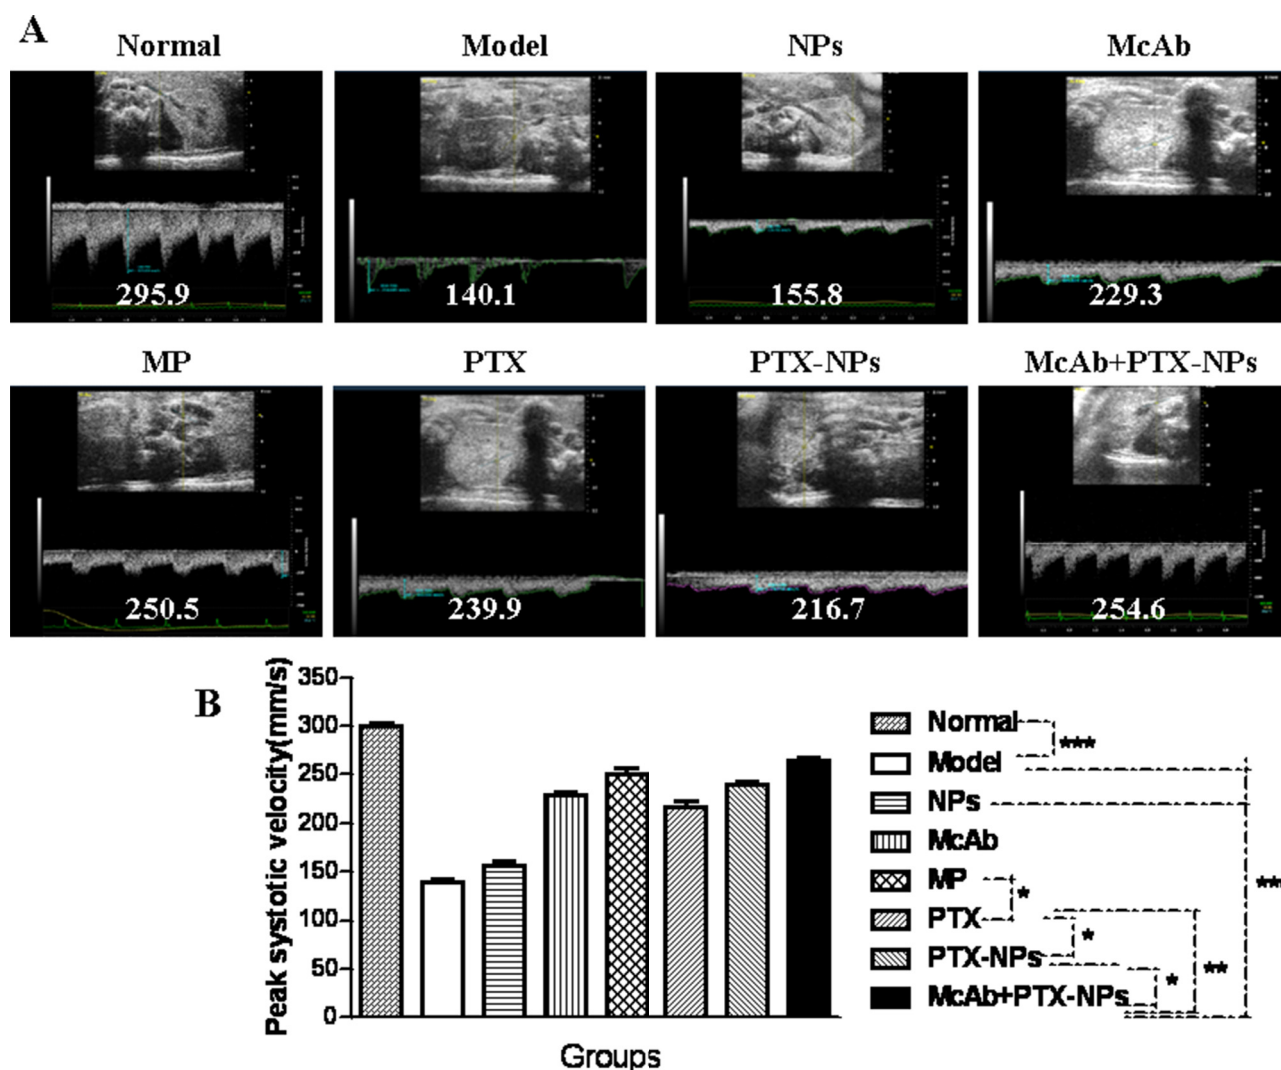 A
Normal
Model
NPs
McAb
295.9
140.1
155.8
229.3
MP
PTX
PTX-NPs
McAb+PTX-NPs
250.5
239.9
216.7
254.6
B
Peak systotic velocity(mm/s)
350
300
250
200
150
100
50
0
Groups
Normal
***
Model
NPs
McAb
**
MP
*
PTX
*
PTX-NPs
**
*
McAb+PTX-NPs